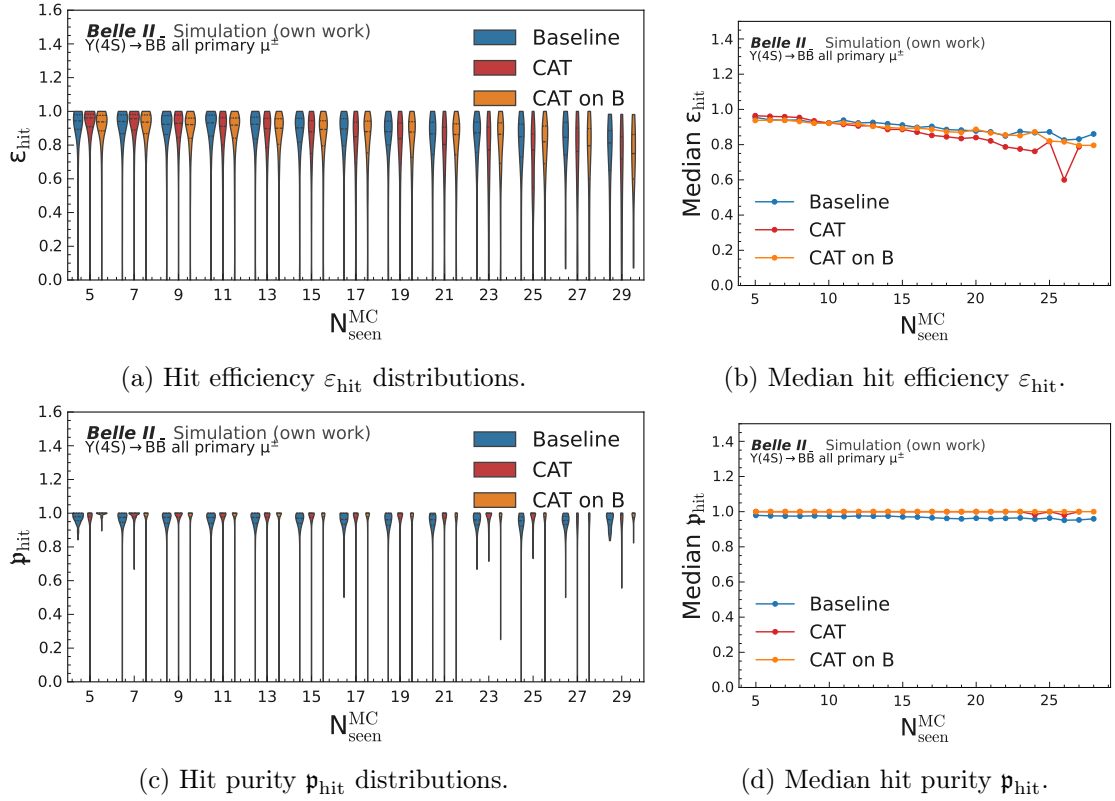 1.6
1.4
1.2
1.0
0.8
0.6
0.4
0.2
0.0
ε_hit
Belle II Simulation (own work)
Υ(4S)→BB̄ all primary μ±
Baseline
CAT
CAT on B
5 7 9 11 13 15 17 19 21 23 25 27 29
N^MC_seen
(a) Hit efficiency ε_hit distributions.
1.4
1.2
1.0
0.8
0.6
0.4
0.2
0.0
Median ε_hit
Belle II Simulation (own work)
Υ(4S)→BB̄ all primary μ±
Baseline
CAT
CAT on B
5 10 15 20 25
N^MC_seen
(b) Median hit efficiency ε_hit.
1.6
1.4
1.2
1.0
0.8
0.6
0.4
0.2
0.0
𝔭_hit
Belle II Simulation (own work)
Υ(4S)→BB̄ all primary μ±
Baseline
CAT
CAT on B
5 7 9 11 13 15 17 19 21 23 25 27 29
N^MC_seen
(c) Hit purity 𝔭_hit distributions.
1.4
1.2
1.0
0.8
0.6
0.4
0.2
0.0
Median 𝔭_hit
Belle II Simulation (own work)
Υ(4S)→BB̄ all primary μ±
Baseline
CAT
CAT on B
5 10 15 20 25
N^MC_seen
(d) Median hit purity 𝔭_hit.